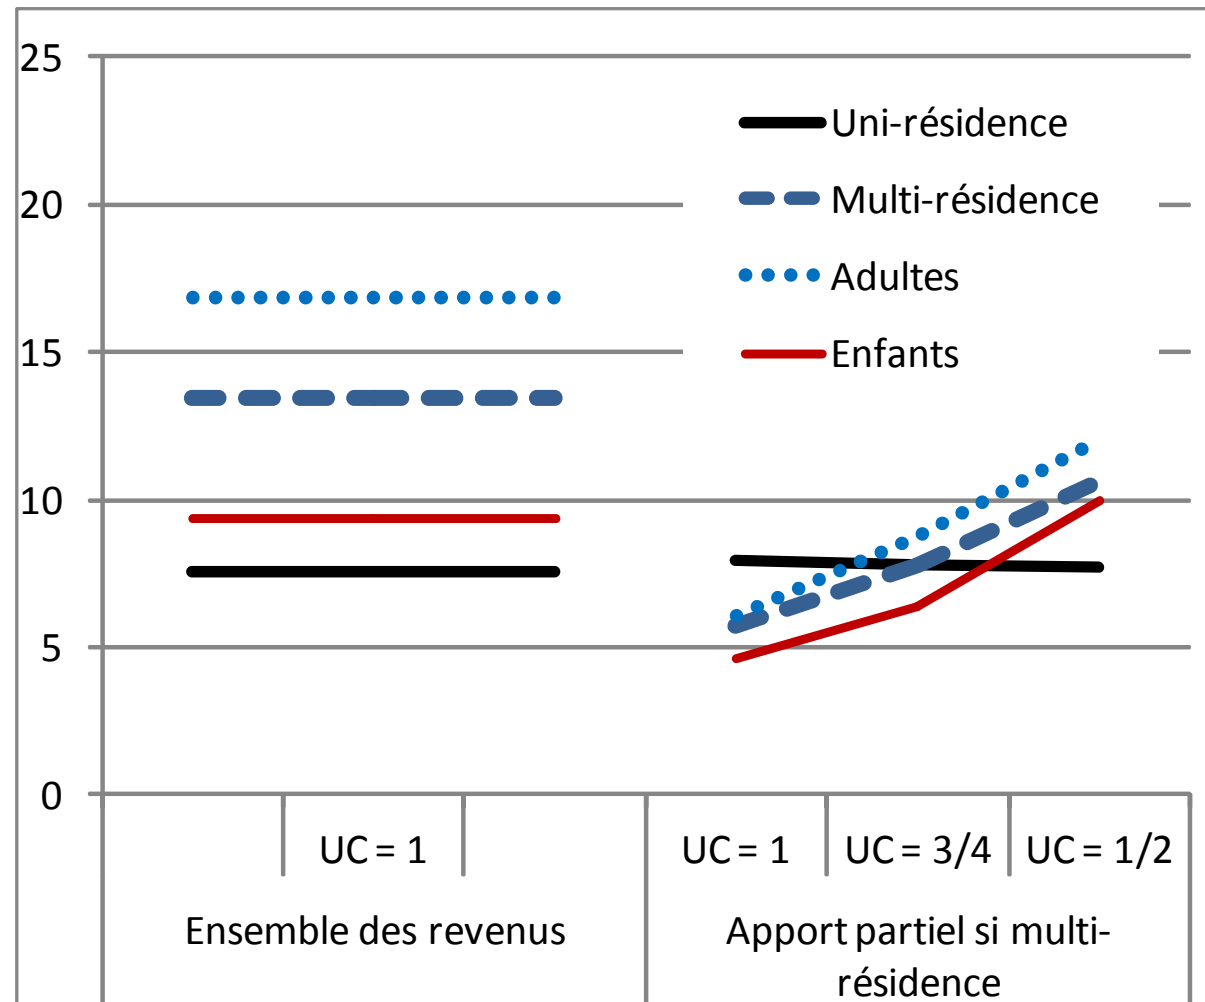 25
20
15
10
5
0
Uni-résidence
Multi-résidence
Adultes
Enfants
UC = 1
UC = 1
UC = 3/4
UC = 1/2
Ensemble des revenus
Apport partiel si multi-
résidence